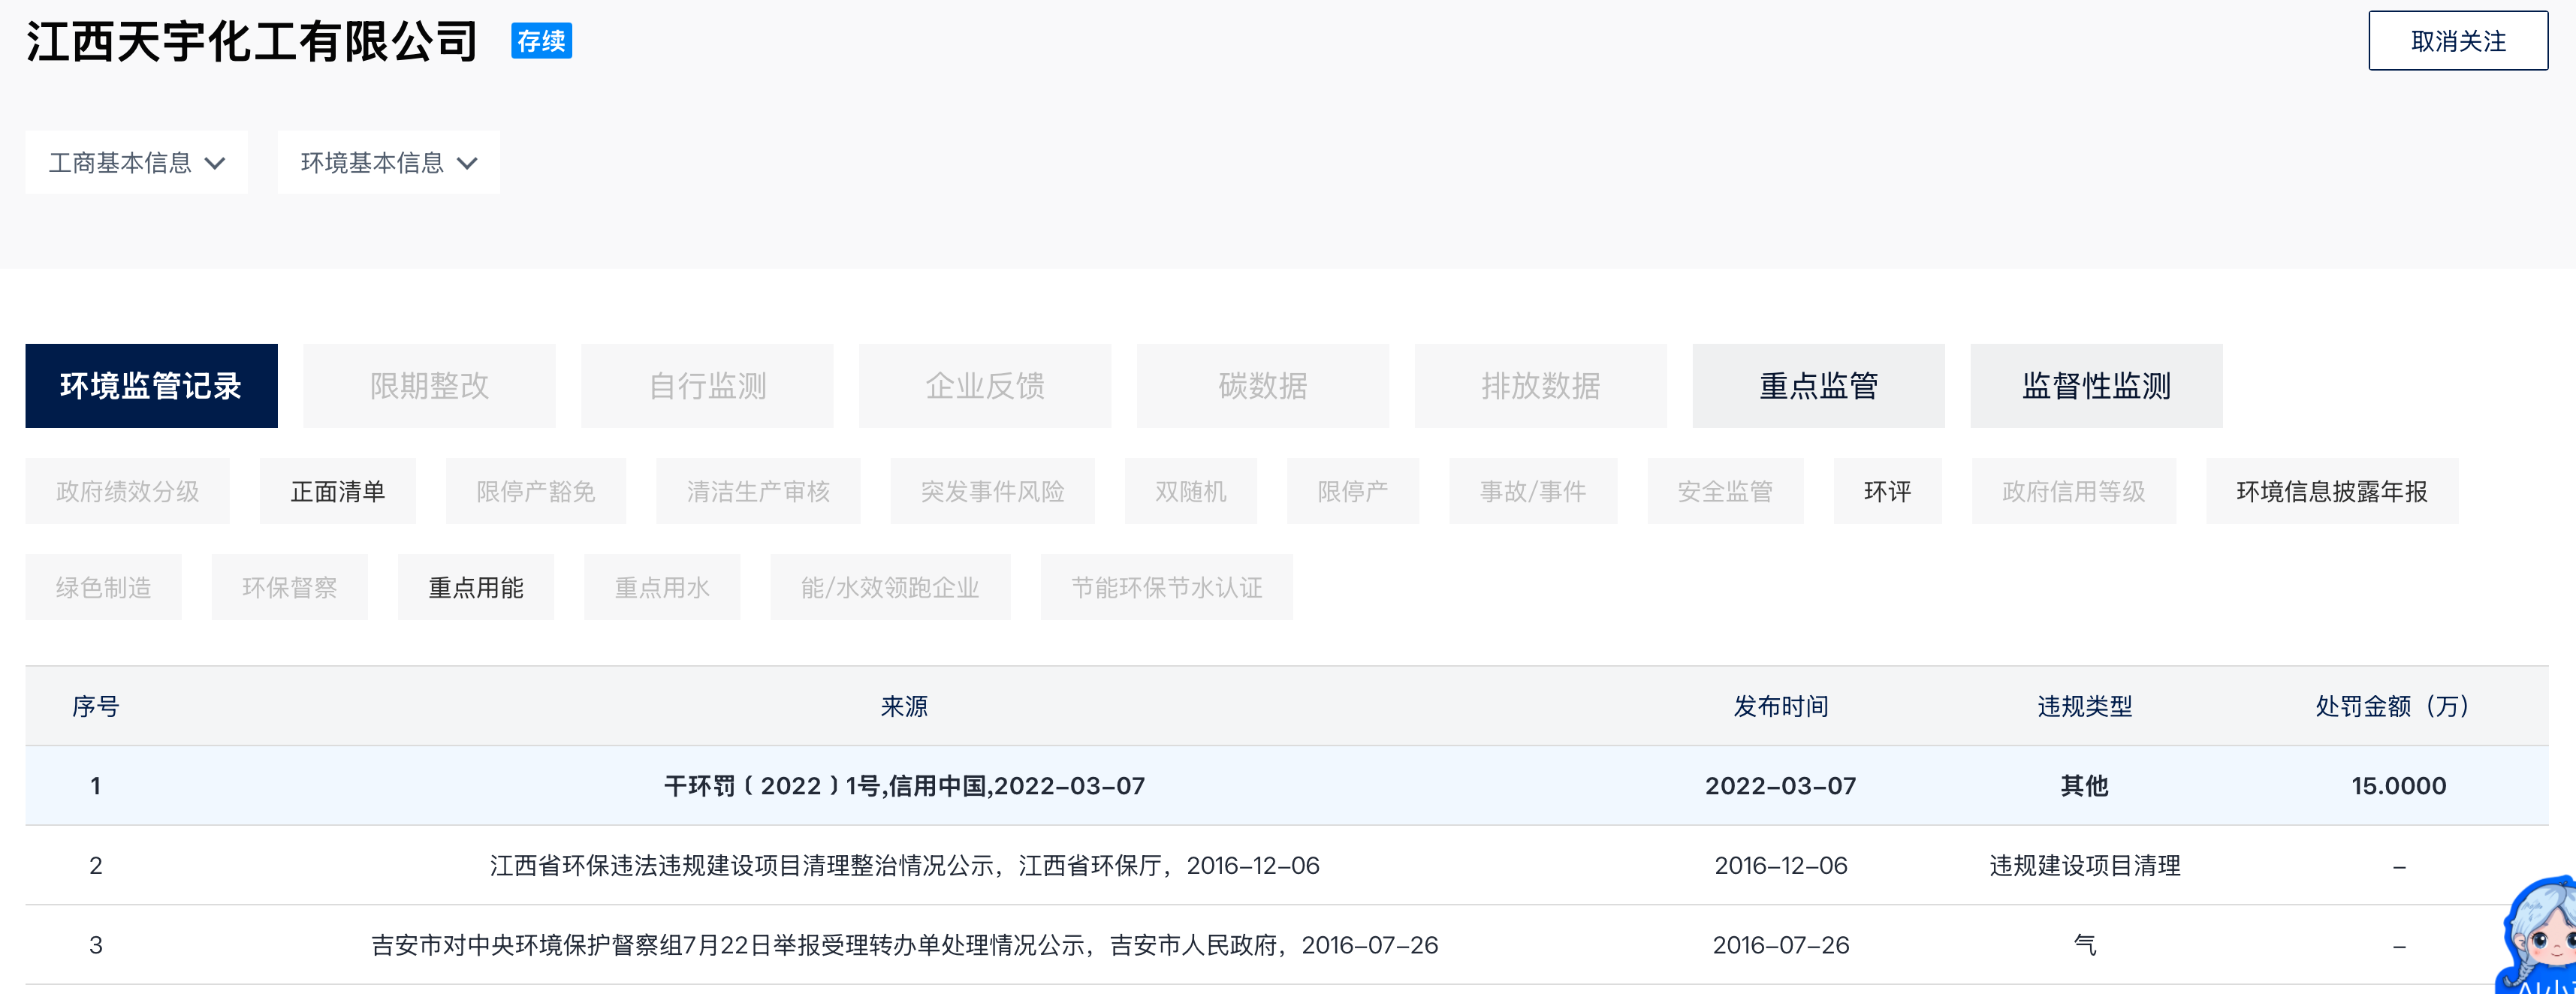 江西天宇化工有限公司 存续 取消关注
工商基本信息 环境基本信息
环境监管记录 限期整改 自行监测 企业反馈 碳数据 排放数据 重点监管 监督性监测
政府绩效分级 正面清单 限停产豁免 清洁生产审核 突发事件风险 双随机 限停产 事故/事件 安全监管 环评 政府信用等级 环境信息披露年报
绿色制造 环保督察 重点用能 重点用水 能/水效领跑企业 节能环保节水认证
序号 来源 发布时间 违规类型 处罚金额（万）
1 干环罚﹝2022﹞1号,信用中国,2022-03-07 2022-03-07 其他 15.0000
2 江西省环保违法违规建设项目清理整治情况公示，江西省环保厅，2016-12-06 2016-12-06 违规建设项目清理 -
3 吉安市对中央环境保护督察组7月22日举报受理转办单处理情况公示，吉安市人民政府，2016-07-26 2016-07-26 气 -